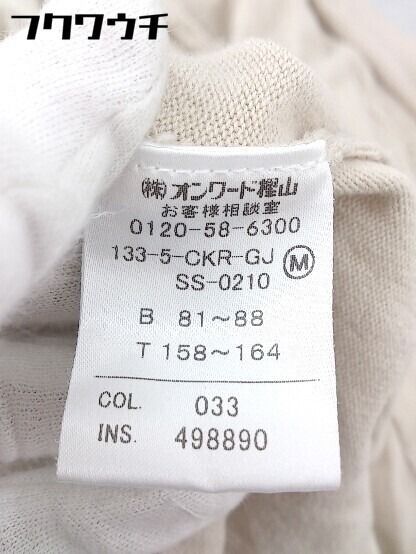 フクワウチ
㈱オンワード樫山
お客様相談室
0120-58-6300
133-5-CKR-GJ Ⓜ
SS-0210
B 81～88
T 158～164
COL. 033
INS. 498890